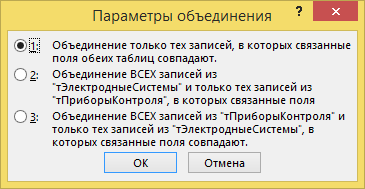 Параметры объединения
?
1: Объединение только тех записей, в которых связанные
поля обеих таблиц совпадают.
2: Объединение ВСЕХ записей из
"тЭлектродныеСистемы" и только тех записей из
"тПриборыКонтроля", в которых связанные поля
3: Объединение ВСЕХ записей из "тПриборыКонтроля" и
только тех записей из "тЭлектродныеСистемы", в
которых связанные поля совпадают.
ОК
Отмена